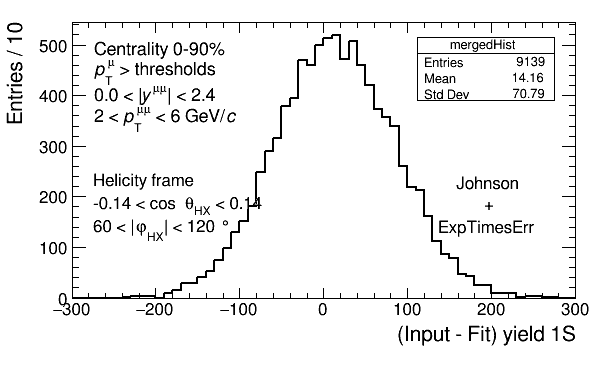 Entries / 10
500
400
300
200
100
0
Centrality 0-90%
p_T^μ > thresholds
0.0 < |y^μμ| < 2.4
2 < p_T^μμ < 6 GeV/c
mergedHist
Entries 9139
Mean 14.16
Std Dev 70.79
Helicity frame
-0.14 < cos θ_HX < 0.14
60 < |φ_HX| < 120 °
Johnson
+
ExpTimesErr
−300 −200 −100 0 100 200 300
(Input - Fit) yield 1S